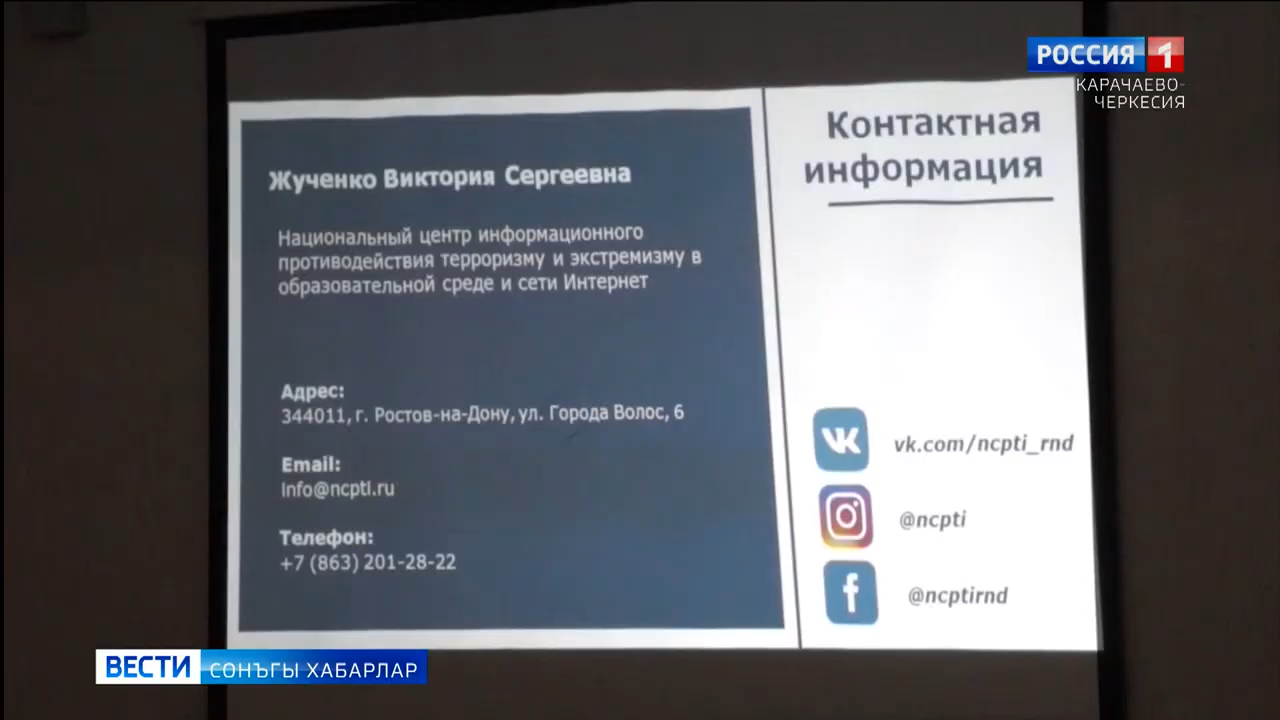 РОССИЯ 1
КАРАЧАЕВО-
ЧЕРКЕСИЯ
Контактная
информация
Жученко Виктория Сергеевна
Национальный центр информационного
противодействия терроризму и экстремизму в
образовательной среде и сети Интернет
Адрес:
344011, г. Ростов-на-Дону, ул. Города Волос, 6
Email:
info@ncpti.ru
Телефон:
+7 (863) 201-28-22
vk.com/ncpti_rnd
@ncpti
@ncptirnd
ВЕСТИ СОНЪГЫ ХАБАРЛАР